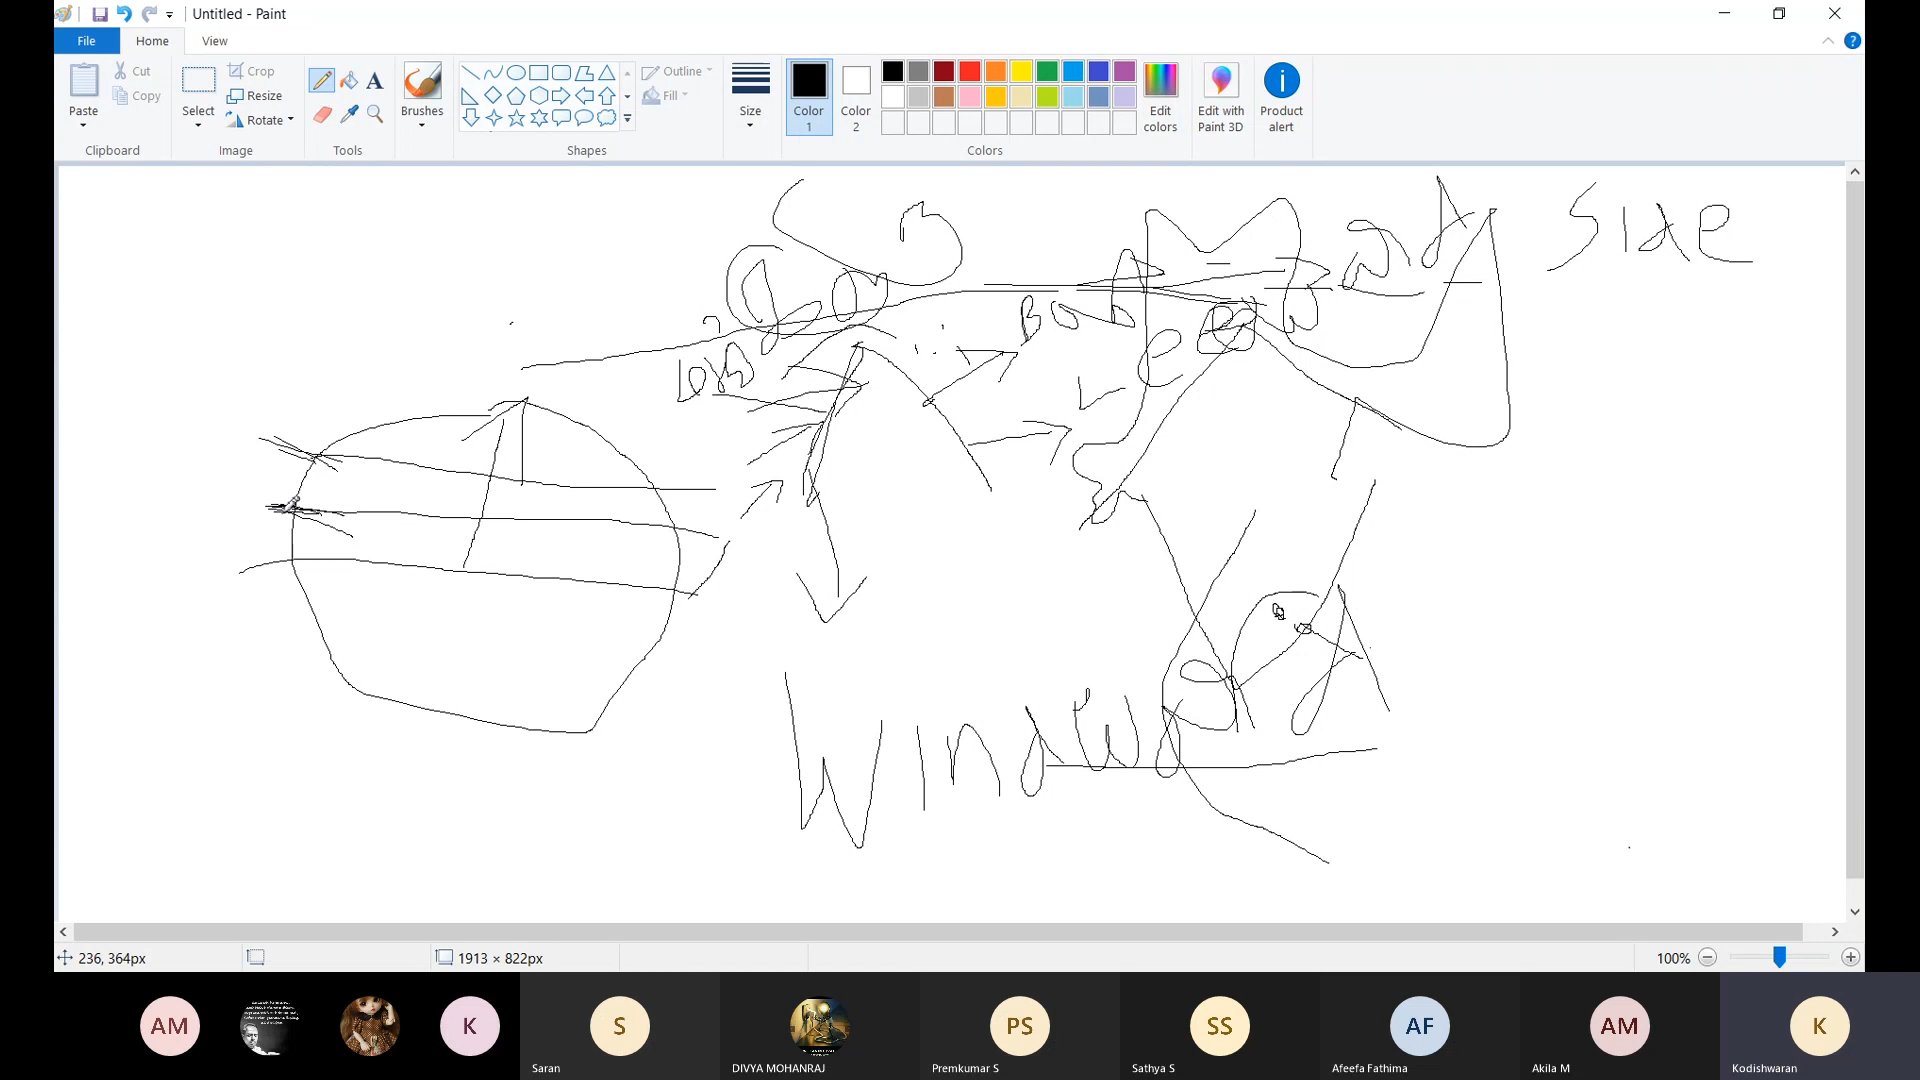 Untitled - Paint
File
Home
View
Paste
Cut
Copy
Clipboard
Select
Crop
Resize
Rotate
Image
Tools
Brushes
Shapes
Outline
Fill
Size
Color 1
Color 2
Edit colors
Colors
Edit with Paint 3D
Product alert
Side
236, 364px
1913 × 822px
100%
AM
K
S
PS
SS
AF
AM
K
Saran
DIVYA MOHANRAJ
Premkumar S
Sathya S
Afeefa Fathima
Akila M
Kodishwaran